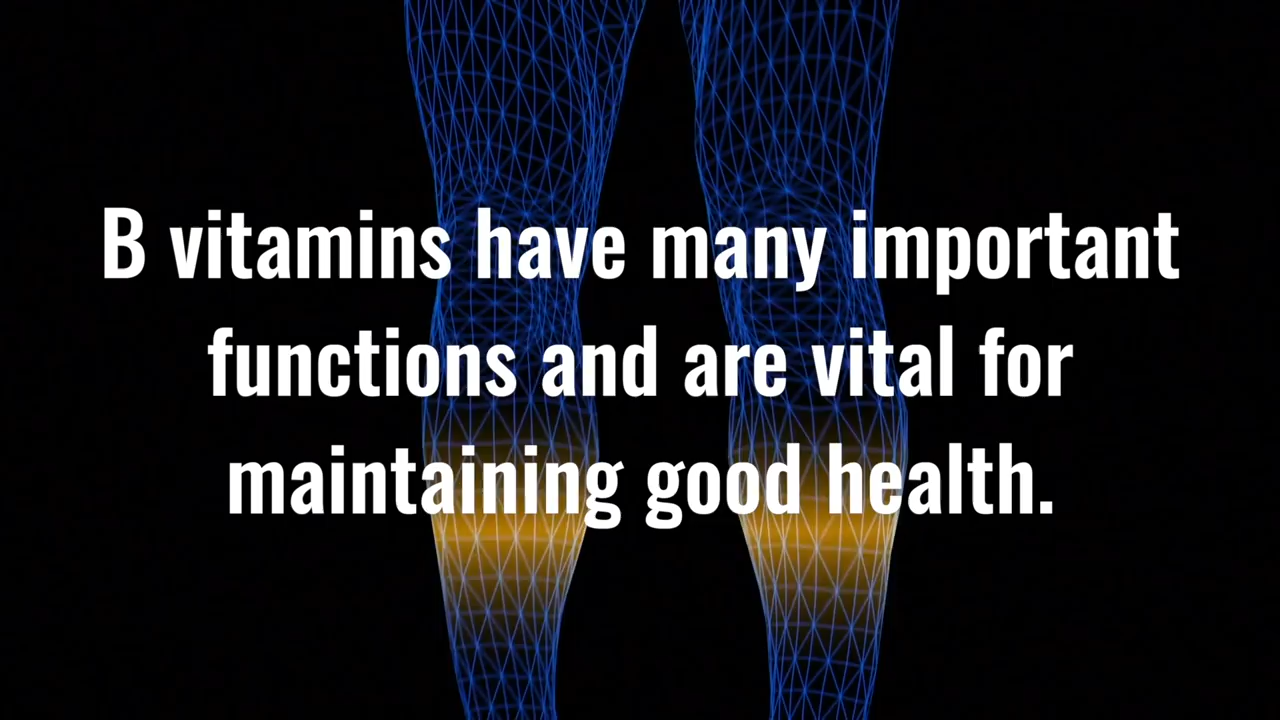 B vitamins have many important
functions and are vital for
maintaining good health.